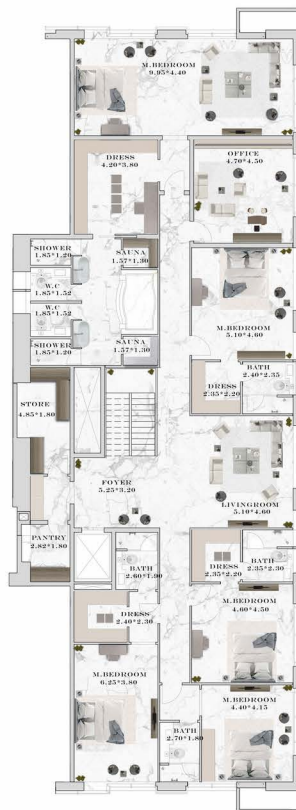 M.BEDROOM
9.95*4.40
DRESS
4.20*3.80
OFFICE
4.70*4.50
SHOWER
1.85*1.20
SAUNA
1.57*1.30
W.C
1.85*1.52
W.C
1.85*1.52
M.BEDROOM
5.10*4.60
SHOWER
1.85*1.20
SAUNA
1.57*1.30
BATH
2.40*2.35
DRESS
2.35*2.20
STORE
4.85*1.80
FOYER
5.25*3.20
LIVINGROOM
5.10*4.60
PANTRY
2.82*1.80
BATH
2.60*1.90
DRESS
2.35*2.20
BATH
2.35*2.30
DRESS
2.40*2.30
M.BEDROOM
4.60*4.50
M.BEDROOM
6.25*3.80
M.BEDROOM
4.40*4.15
BATH
2.70*1.80